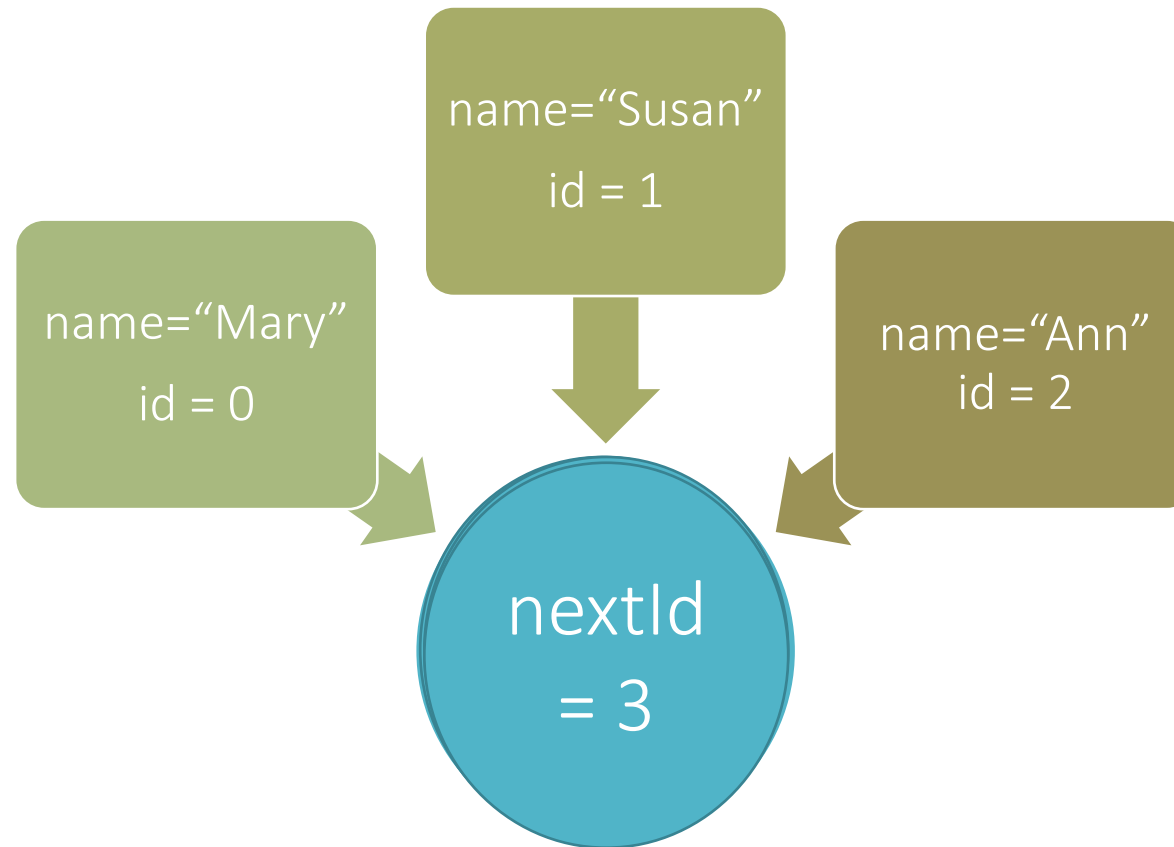 name=“Susan”
id = 1
name=“Mary”
id = 0
name=“Ann”
id = 2
nextId
= 3